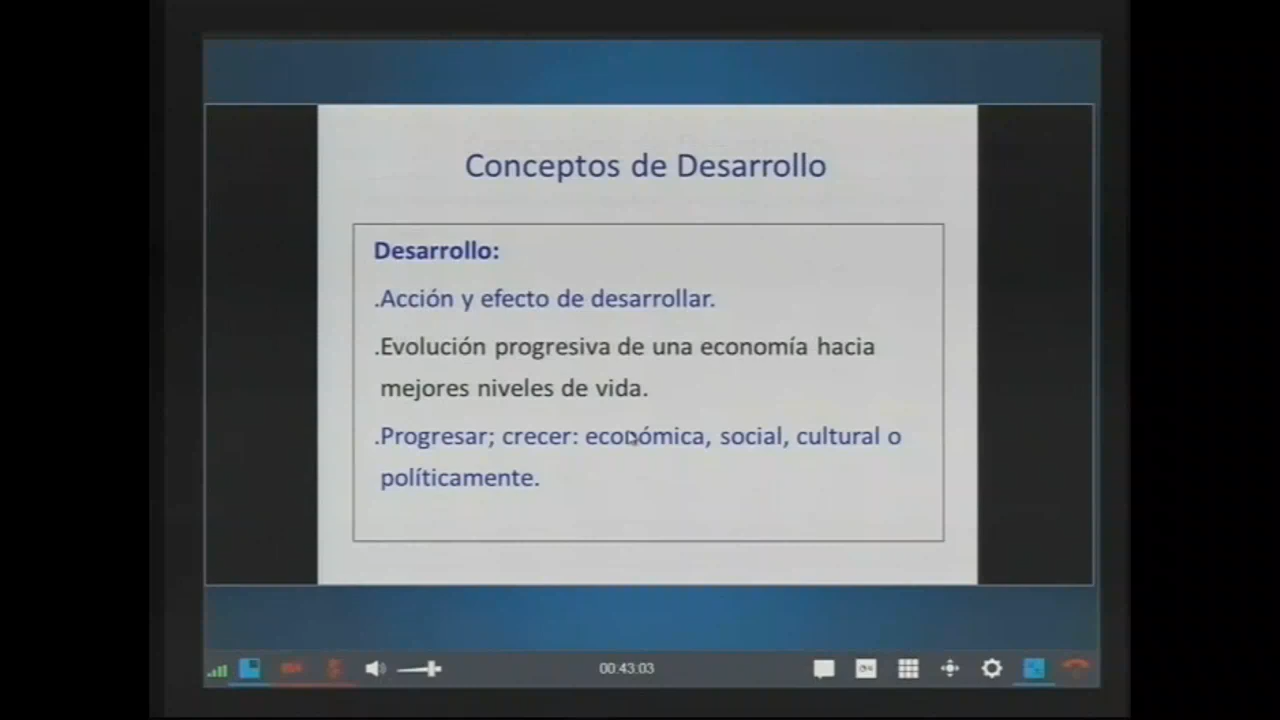 Conceptos de Desarrollo
Desarrollo:
.Acción y efecto de desarrollar.
.Evolución progresiva de una economía hacia
mejores niveles de vida.
.Progresar; crecer: económica, social, cultural o
políticamente.
00:43:03